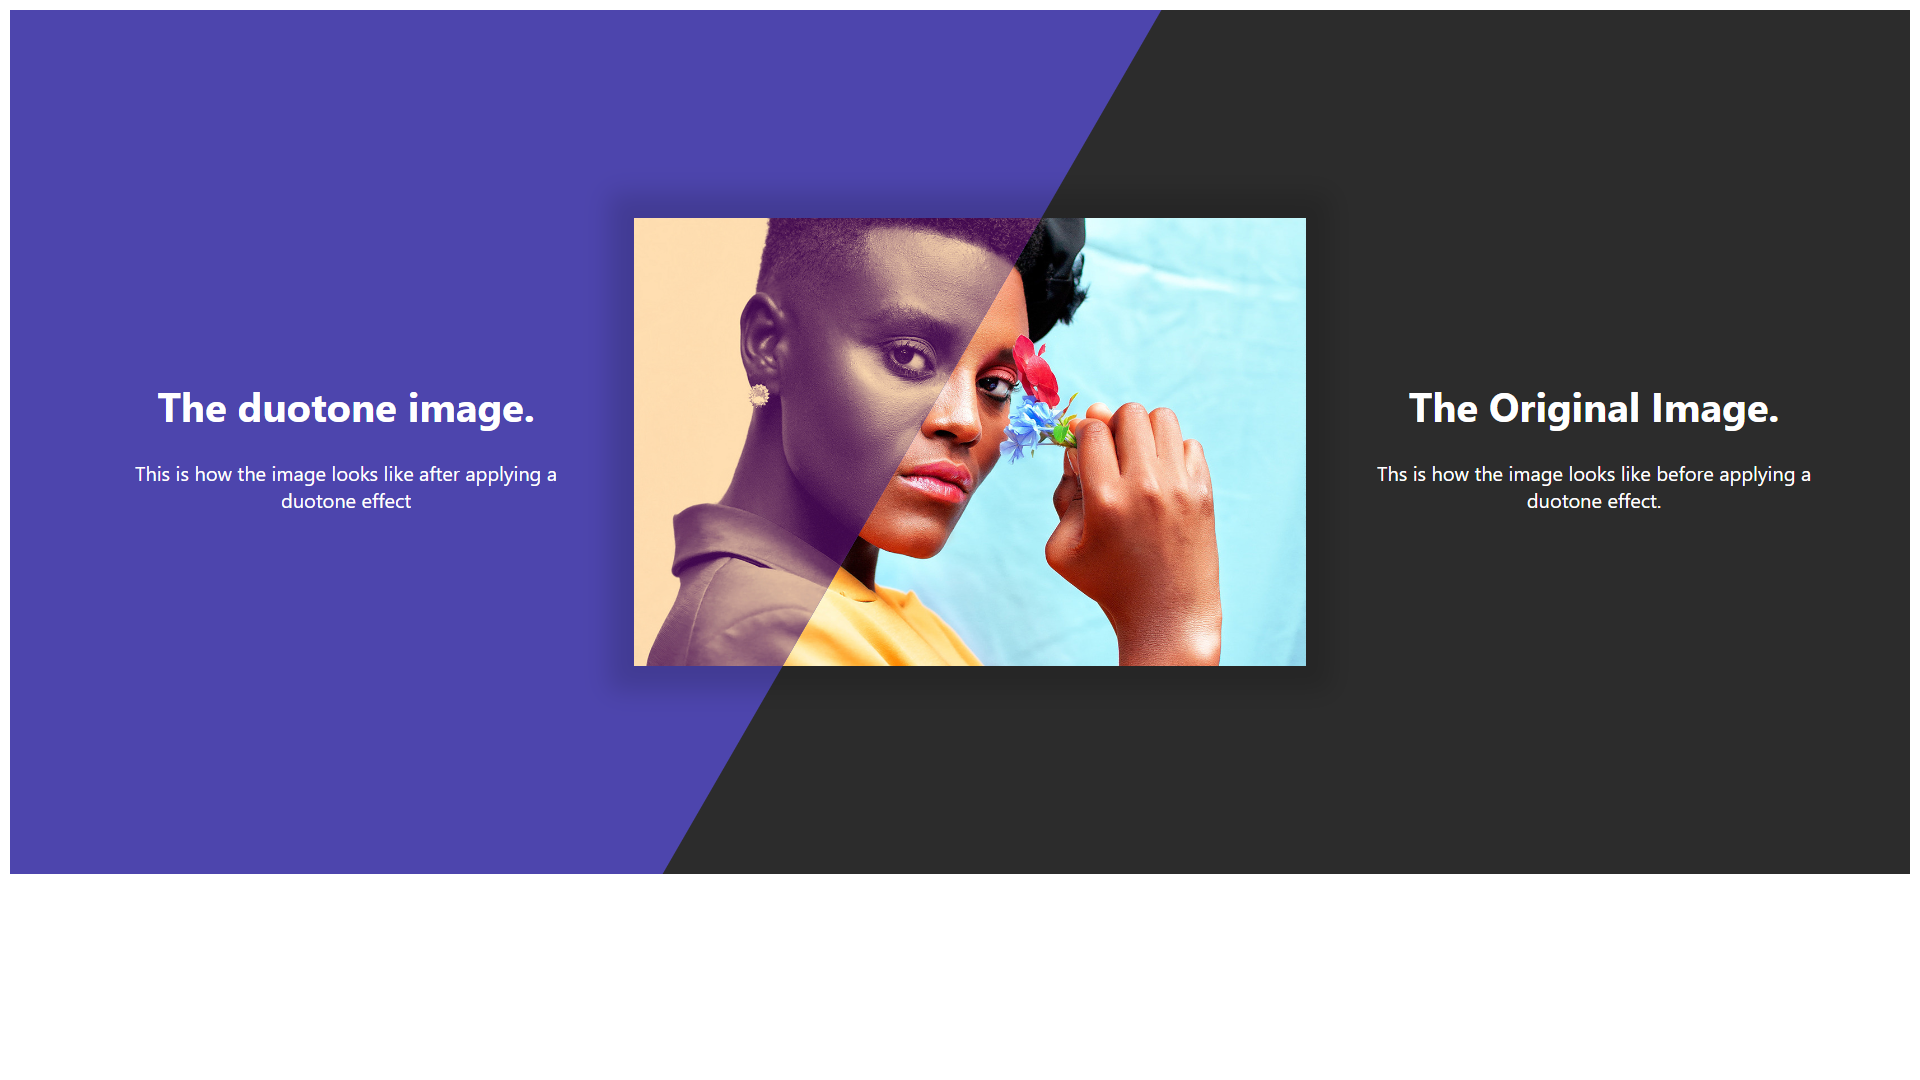 The duotone image.
This is how the image looks like after applying a
duotone effect
The Original Image.
Ths is how the image looks like before applying a
duotone effect.